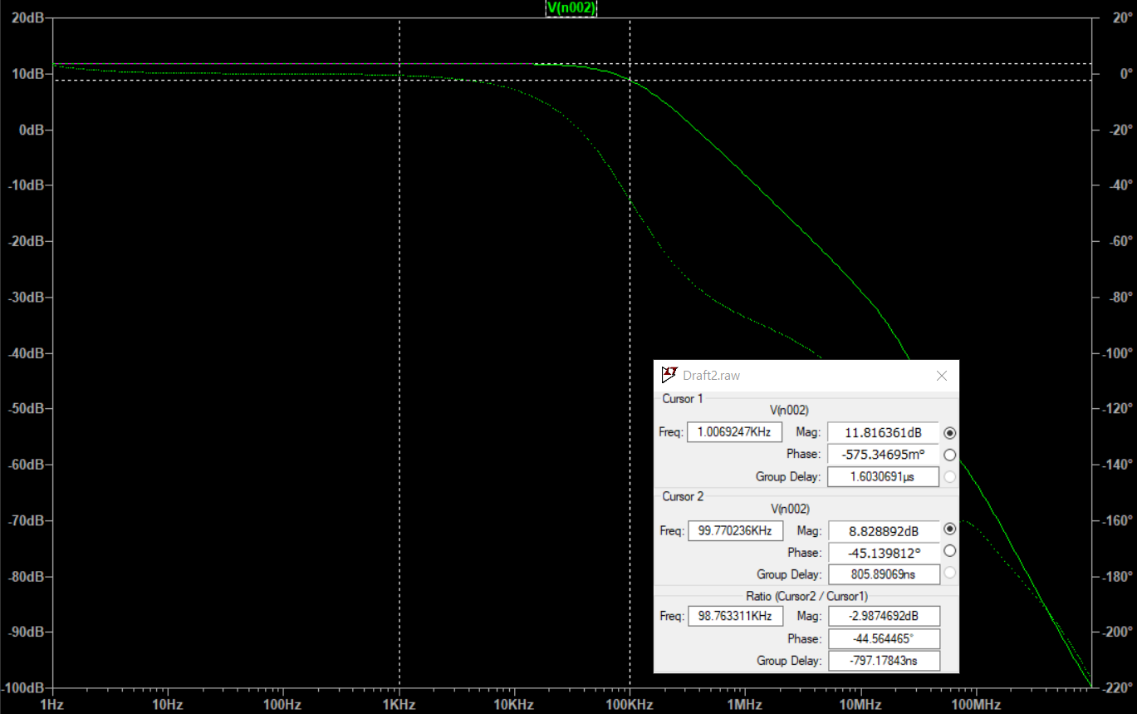 V(n002)
20dB
10dB
0dB
-10dB
-20dB
-30dB
-40dB
-50dB
-60dB
-70dB
-80dB
-90dB
-100dB
20°
0°
-20°
-40°
-60°
-80°
-100°
-120°
-140°
-160°
-180°
-200°
-220°
1Hz
10Hz
100Hz
1KHz
10KHz
100KHz
1MHz
10MHz
100MHz
Draft2.raw
Cursor 1
V(n002)
Freq: 1.0069247KHz Mag: 11.816361dB
Phase: -575.34695m°
Group Delay: 1.6030691µs
Cursor 2
V(n002)
Freq: 99.770236KHz Mag: 8.828892dB
Phase: -45.139812°
Group Delay: 805.89069ns
Ratio (Cursor2 / Cursor1)
Freq: 98.763311KHz Mag: -2.9874692dB
Phase: -44.564465°
Group Delay: -797.17843ns